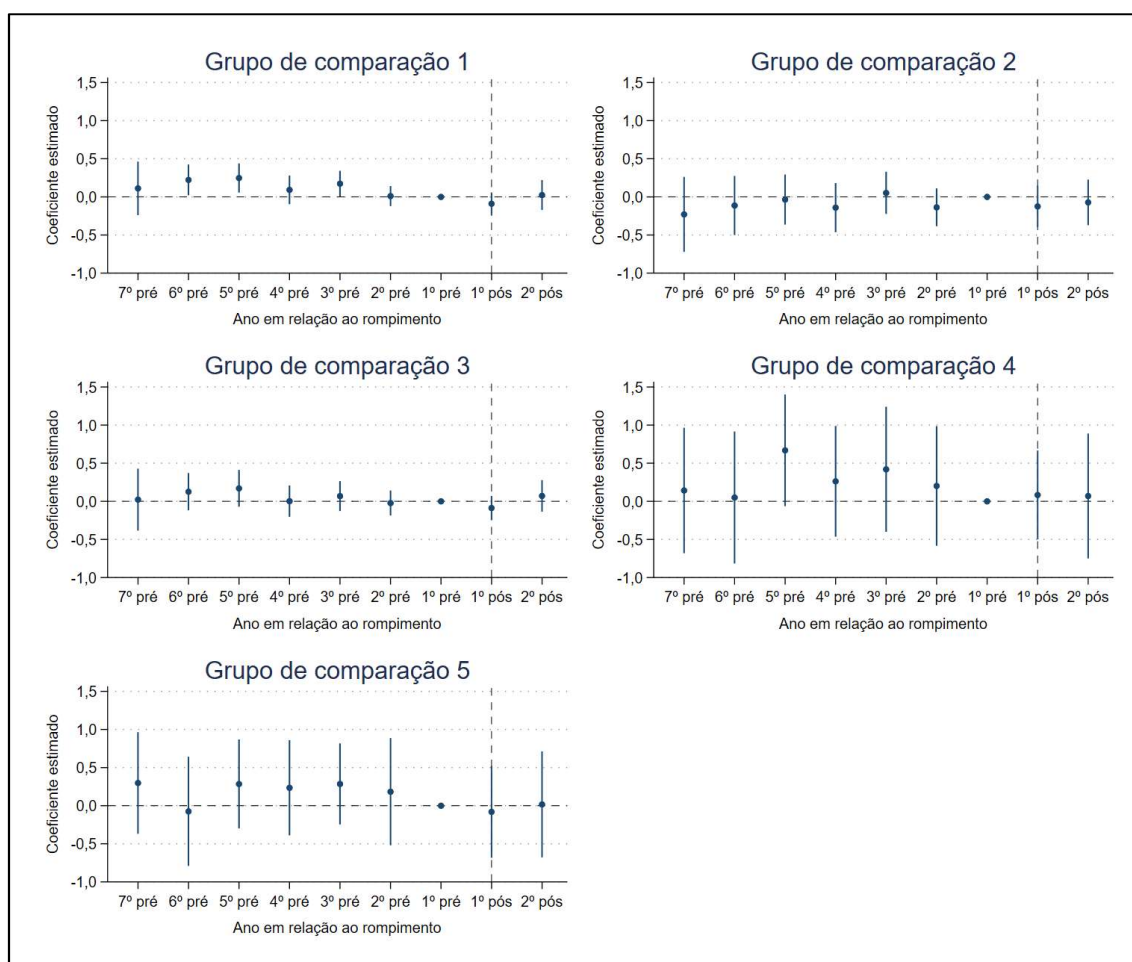 Grupo de comparação 1
Coeficiente estimado
1,5
1,0
0,5
0,0
-0,5
-1,0
7º pré 6º pré 5º pré 4º pré 3º pré 2º pré 1º pré 1º pós 2º pós
Ano em relação ao rompimento
Grupo de comparação 2
Coeficiente estimado
1,5
1,0
0,5
0,0
-0,5
-1,0
7º pré 6º pré 5º pré 4º pré 3º pré 2º pré 1º pré 1º pós 2º pós
Ano em relação ao rompimento
Grupo de comparação 3
Coeficiente estimado
1,5
1,0
0,5
0,0
-0,5
-1,0
7º pré 6º pré 5º pré 4º pré 3º pré 2º pré 1º pré 1º pós 2º pós
Ano em relação ao rompimento
Grupo de comparação 4
Coeficiente estimado
1,5
1,0
0,5
0,0
-0,5
-1,0
7º pré 6º pré 5º pré 4º pré 3º pré 2º pré 1º pré 1º pós 2º pós
Ano em relação ao rompimento
Grupo de comparação 5
Coeficiente estimado
1,5
1,0
0,5
0,0
-0,5
-1,0
7º pré 6º pré 5º pré 4º pré 3º pré 2º pré 1º pré 1º pós 2º pós
Ano em relação ao rompimento